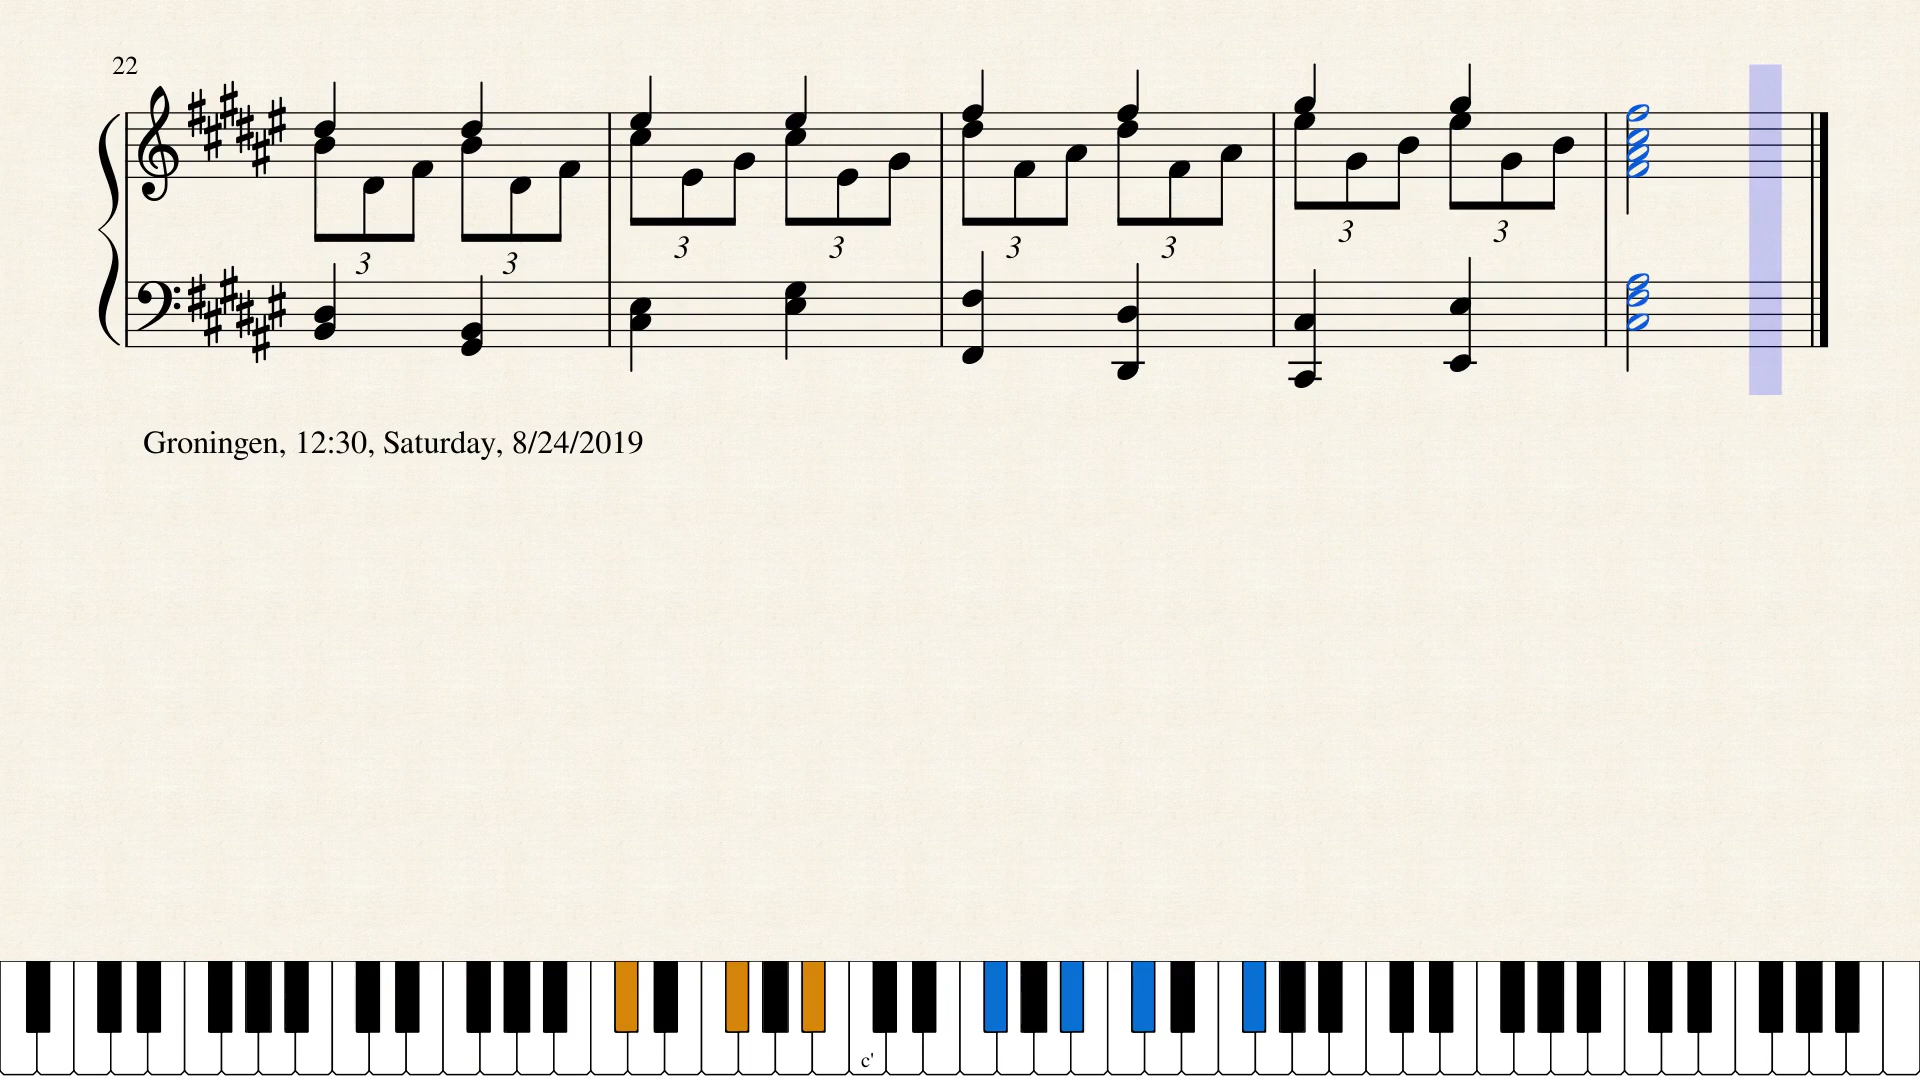 22
3 3 3 3 3 3 3 3
Groningen, 12:30, Saturday, 8/24/2019
c'